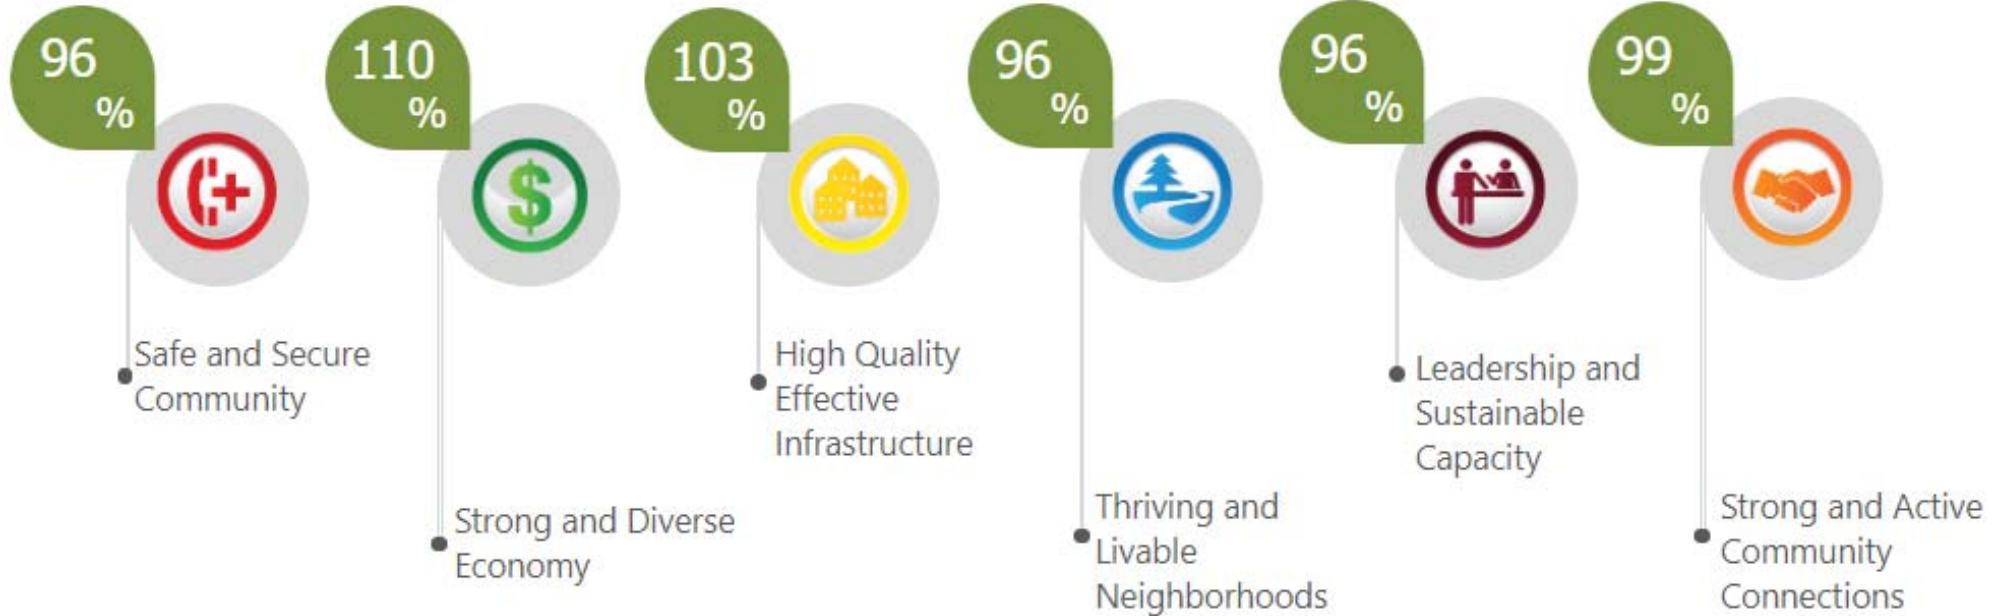 96
%
110
%
103
%
96
%
96
%
99
%
Safe and Secure
Community
Strong and Diverse
Economy
High Quality
Effective
Infrastructure
Thriving and
Livable
Neighborhoods
Leadership and
Sustainable
Capacity
Strong and Active
Community
Connections